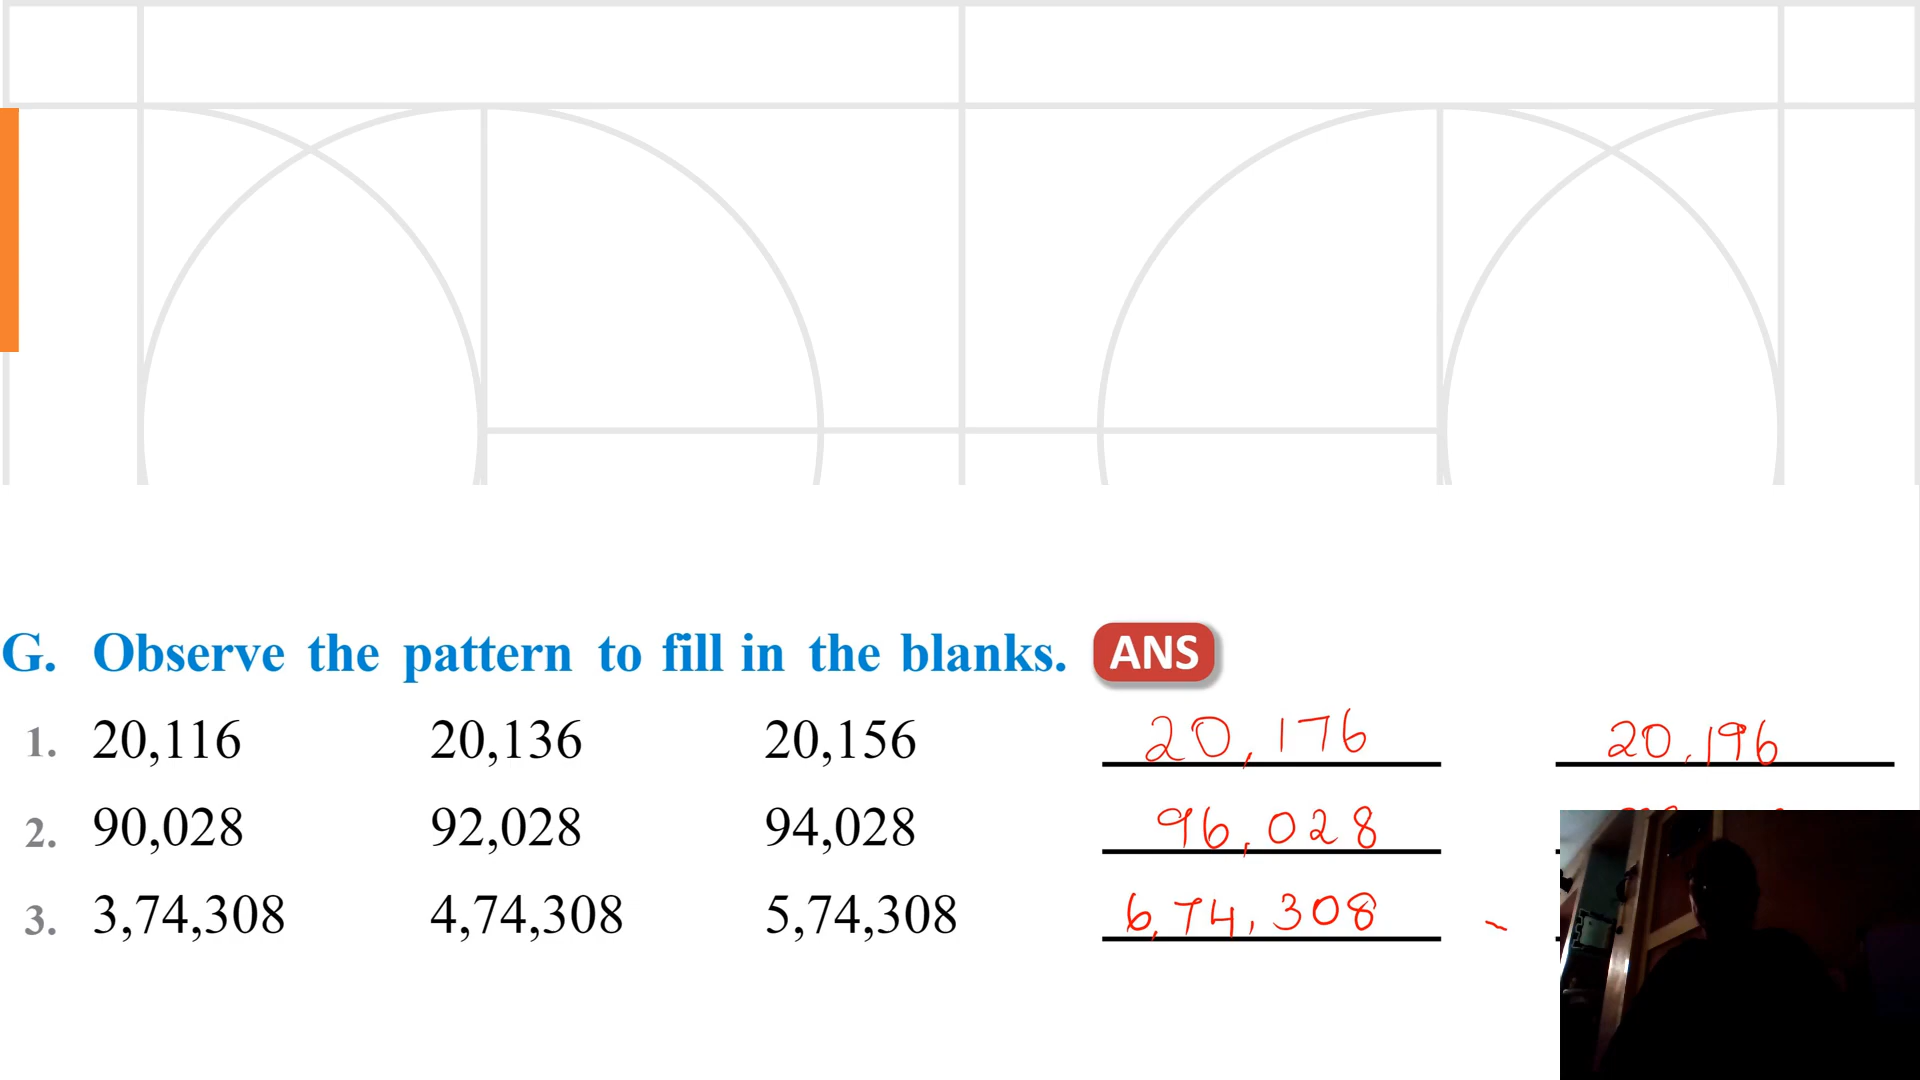 G. Observe the pattern to fill in the blanks. ANS
1. 20,116 20,136 20,156 20,176 20,196
2. 90,028 92,028 94,028 96,028
3. 3,74,308 4,74,308 5,74,308 6,74,308